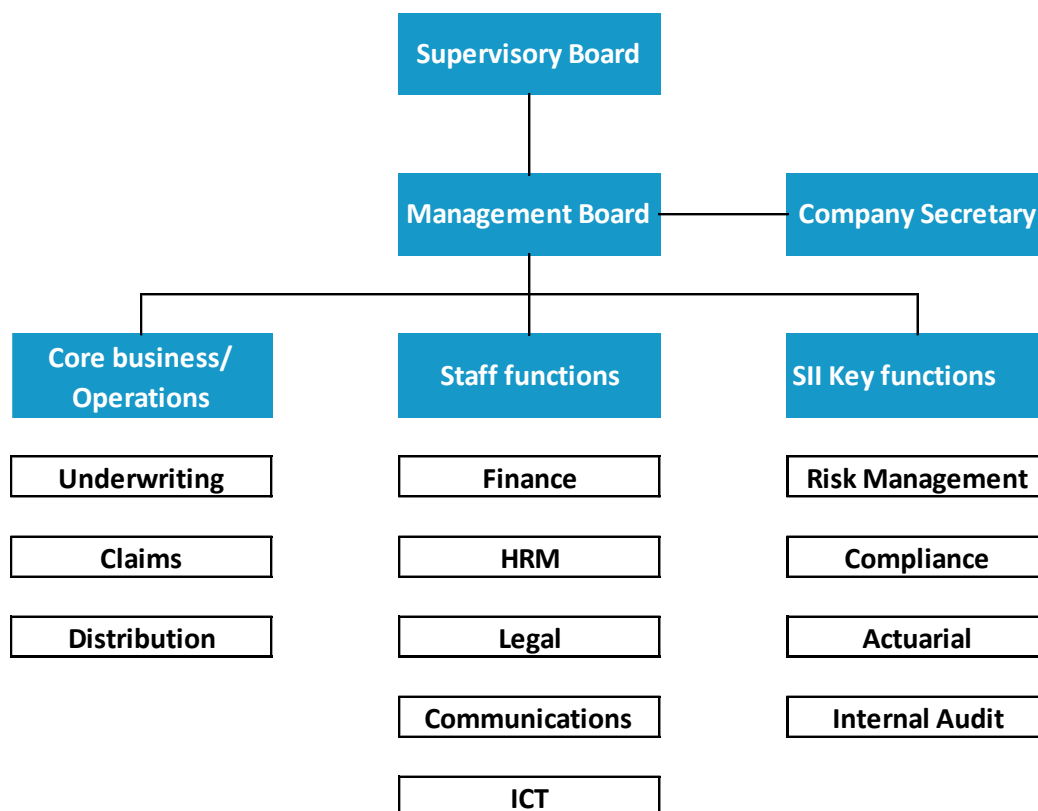 Supervisory Board
Management Board
Company Secretary
Core business/
Operations
Staff functions
SII Key functions
Underwriting
Finance
Risk Management
Claims
HRM
Compliance
Distribution
Legal
Actuarial
Communications
Internal Audit
ICT